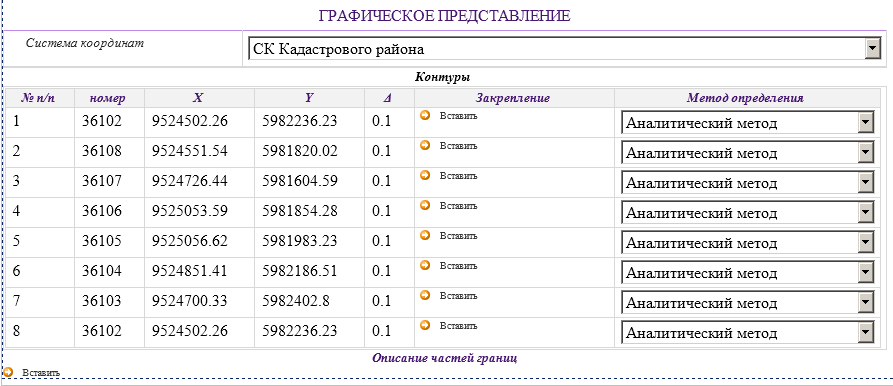 ГРАФИЧЕСКОЕ ПРЕДСТАВЛЕНИЕ
Система координат СК Кадастрового района
Контуры
№ п/п номер X Y Δ Закрепление Метод определения
1 36102 9524502.26 5982236.23 0.1 Вставить Аналитический метод
2 36108 9524551.54 5981820.02 0.1 Вставить Аналитический метод
3 36107 9524726.44 5981604.59 0.1 Вставить Аналитический метод
4 36106 9525053.59 5981854.28 0.1 Вставить Аналитический метод
5 36105 9525056.62 5981983.23 0.1 Вставить Аналитический метод
6 36104 9524851.41 5982186.51 0.1 Вставить Аналитический метод
7 36103 9524700.33 5982402.8 0.1 Вставить Аналитический метод
8 36102 9524502.26 5982236.23 0.1 Вставить Аналитический метод
Описание частей границ
Вставить